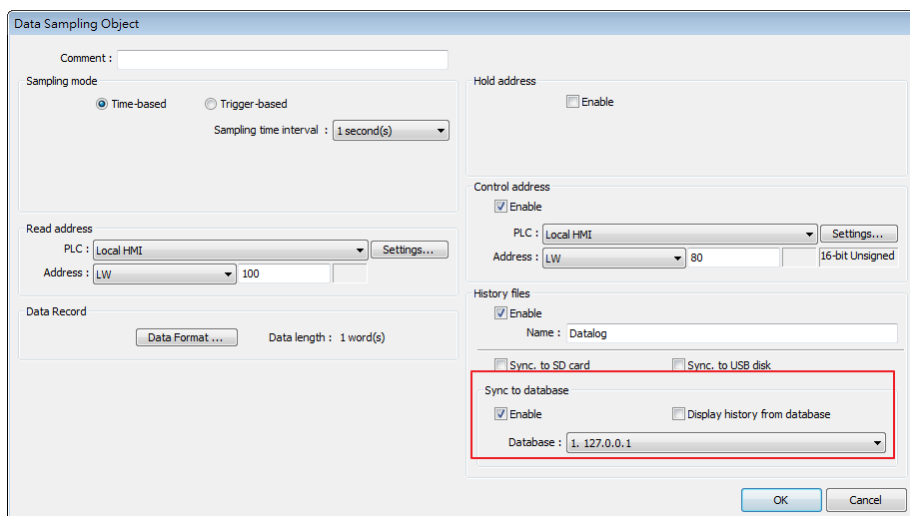 Data Sampling Object
Comment :
Sampling mode
Time-based Trigger-based
Sampling time interval : 1 second(s)
Read address
PLC : Local HMI Settings...
Address : LW 100
Data Record
Data Format ... Data length : 1 word(s)
Hold address
Enable
Control address
Enable
PLC : Local HMI Settings...
Address : LW 80 16-bit Unsigned
History files
Enable
Name : Datalog
Sync. to SD card Sync. to USB disk
Sync to database
Enable Display history from database
Database : 1. 127.0.0.1
OK Cancel